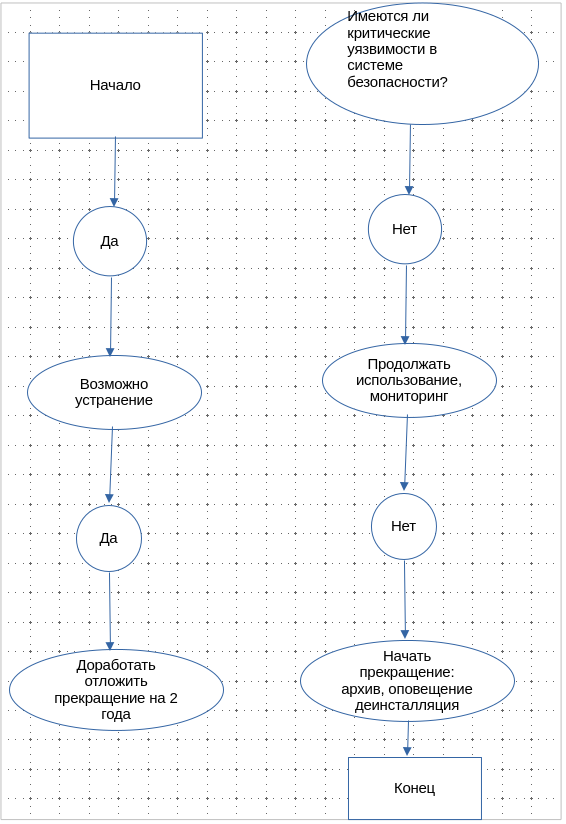 Начало
Да
Возможно
устранение
Да
Доработать
отложить
прекращение на 2
года
Имеются ли
критические
уязвимости в
системе
безопасности?
Нет
Продолжать
использование,
мониторинг
Нет
Начать
прекращение:
архив, оповещение
деинсталляция
Конец